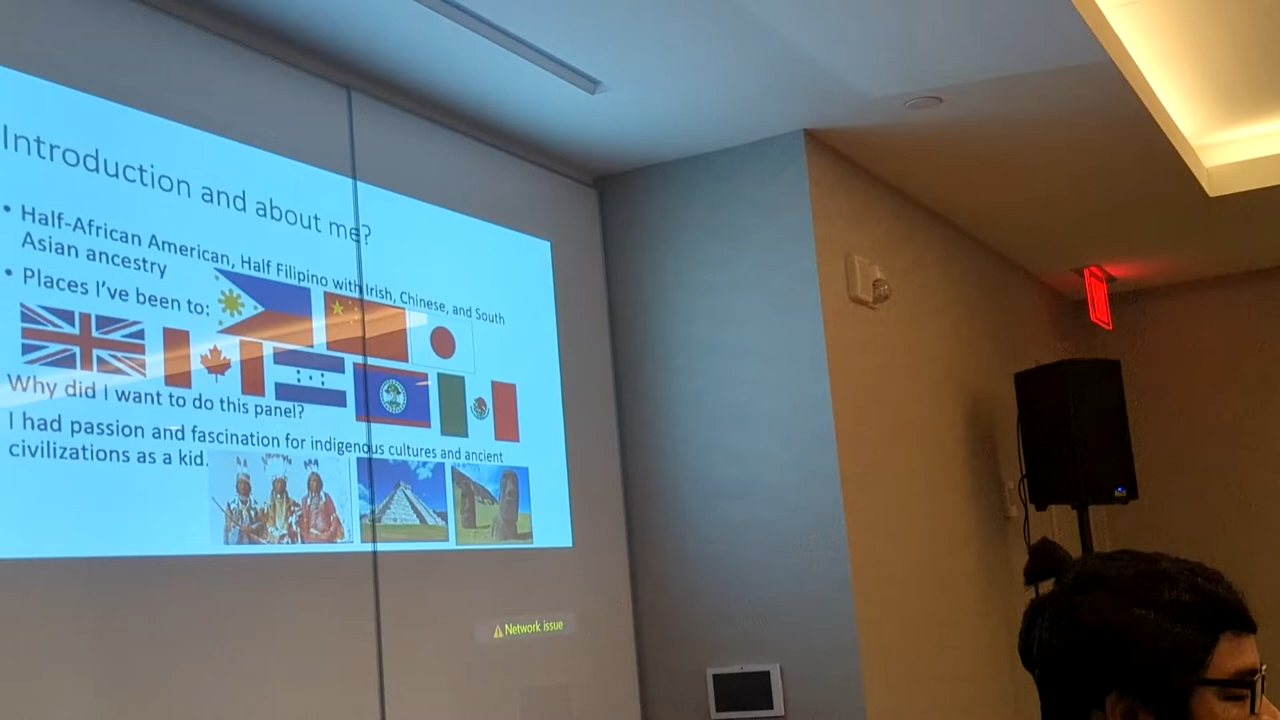 Introduction and about me?
• Half-African American, Half Filipino with Irish, Chinese, and South
Asian ancestry
• Places I've been to:
Why did I want to do this panel?
I had passion and fascination for indigenous cultures and ancient
civilizations as a kid.
Network issue